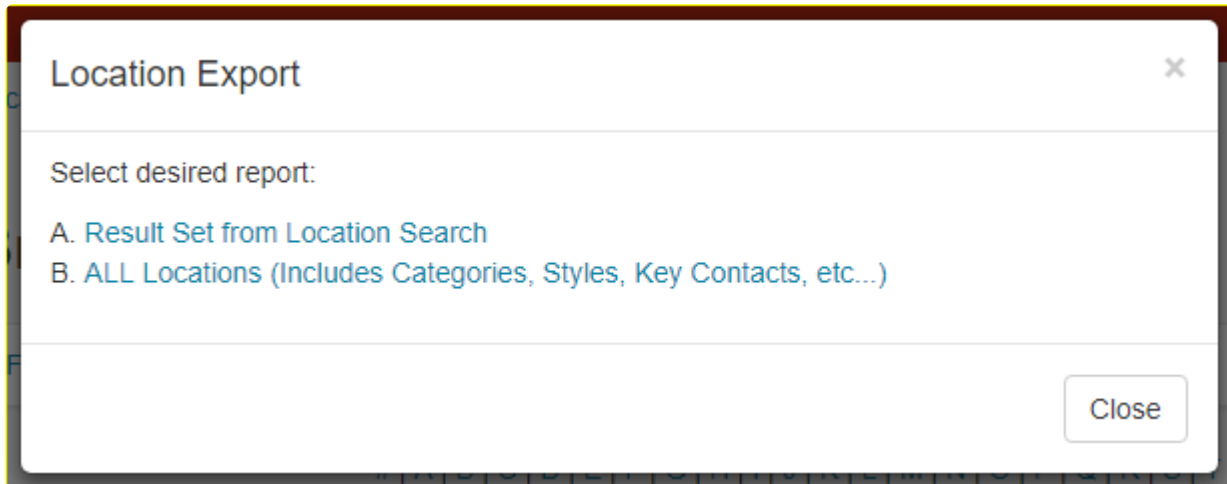 Location Export
×
Select desired report:
A. Result Set from Location Search
B. ALL Locations (Includes Categories, Styles, Key Contacts, etc...)
Close